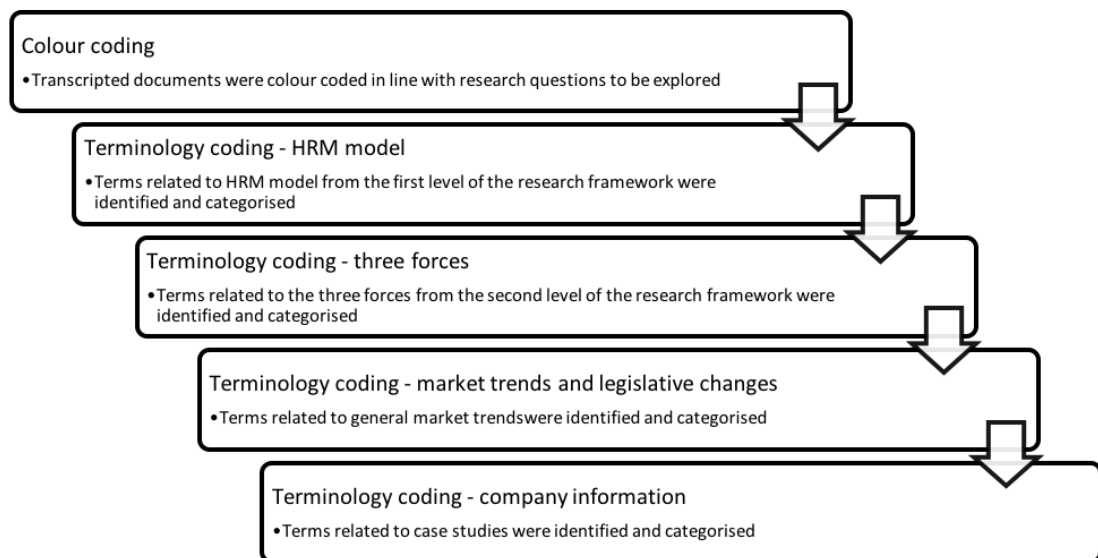 Colour coding
•Transcripted documents were colour coded in line with research questions to be explored
Terminology coding - HRM model
•Terms related to HRM model from the first level of the research framework were
identified and categorised
Terminology coding - three forces
•Terms related to the three forces from the second level of the research framework were
identified and categorised
Terminology coding - market trends and legislative changes
•Terms related to general market trendswere identified and categorised
Terminology coding - company information
•Terms related to case studies were identified and categorised